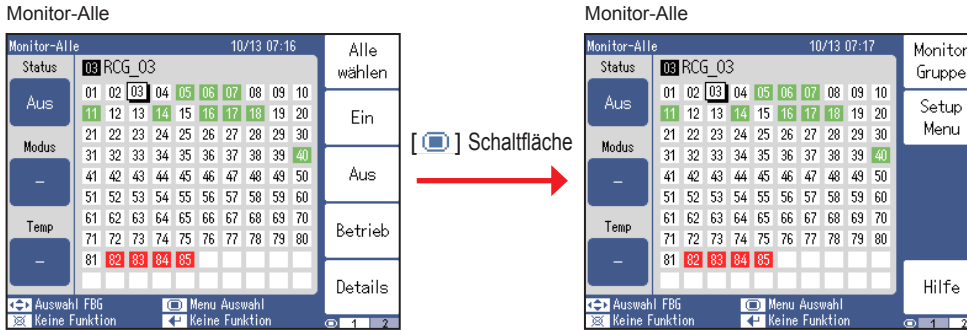 Monitor-Alle
Monitor-Alle 10/13 07:16
Status
03 RCG_03
01 02 03 04 05 06 07 08 09 10
Aus
11 12 13 14 15 16 17 18 19 20
21 22 23 24 25 26 27 28 29 30
Modus
31 32 33 34 35 36 37 38 39 40
–
41 42 43 44 45 46 47 48 49 50
51 52 53 54 55 56 57 58 59 60
Temp
61 62 63 64 65 66 67 68 69 70
71 72 73 74 75 76 77 78 79 80
–
81 82 83 84 85
Auswahl FBG Menu Auswahl
Keine Funktion Keine Funktion
Alle
wählen
Ein
Aus
Betrieb
Details
1 2
[ ] Schaltfläche
Monitor-Alle
Monitor-Alle 10/13 07:17
Status
03 RCG_03
01 02 03 04 05 06 07 08 09 10
Aus
11 12 13 14 15 16 17 18 19 20
21 22 23 24 25 26 27 28 29 30
Modus
31 32 33 34 35 36 37 38 39 40
–
41 42 43 44 45 46 47 48 49 50
51 52 53 54 55 56 57 58 59 60
Temp
61 62 63 64 65 66 67 68 69 70
71 72 73 74 75 76 77 78 79 80
–
81 82 83 84 85
Auswahl FBG Menu Auswahl
Keine Funktion Keine Funktion
Monitor
Gruppe
Setup
Menu
Hilfe
1 2